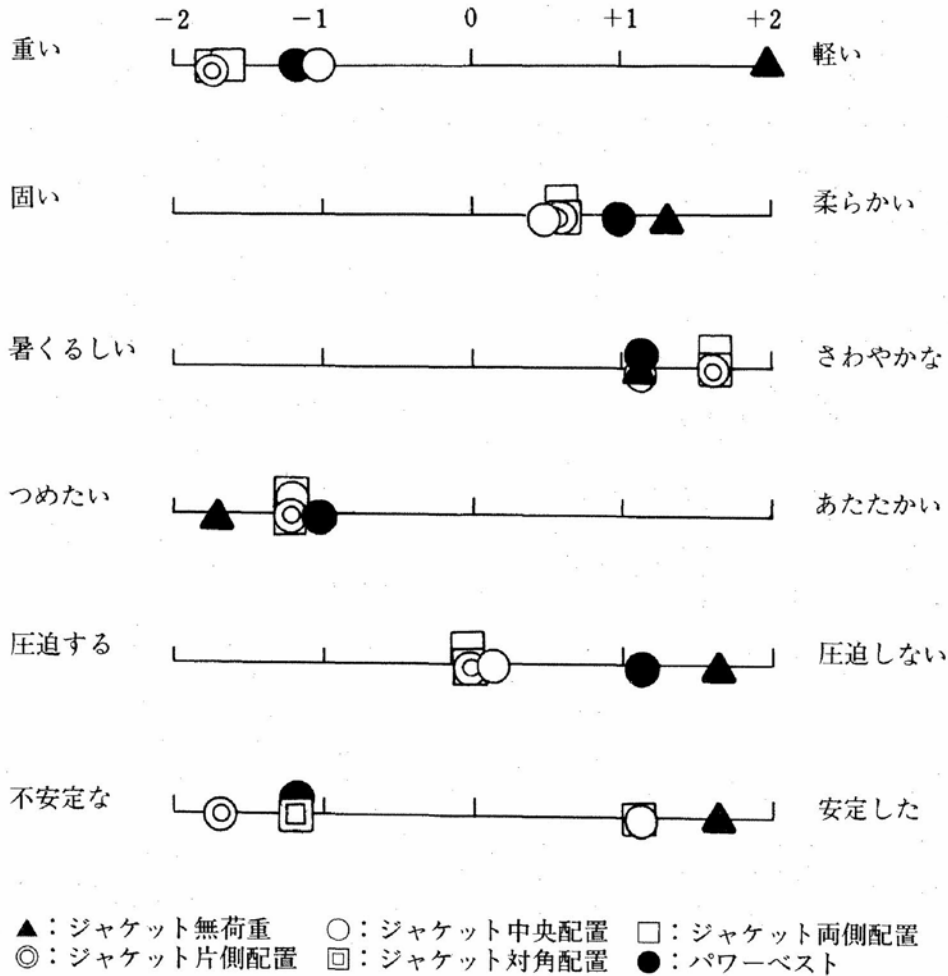 -2 -1 0 +1 +2
重い 軽い
固い 柔らかい
暑くるしい さわやかな
つめたい あたたかい
圧迫する 圧迫しない
不安定な 安定した
▲：ジャケット無荷重 ○：ジャケット中央配置 □：ジャケット両側配置
◎：ジャケット片側配置 回：ジャケット対角配置 ●：パワーベスト